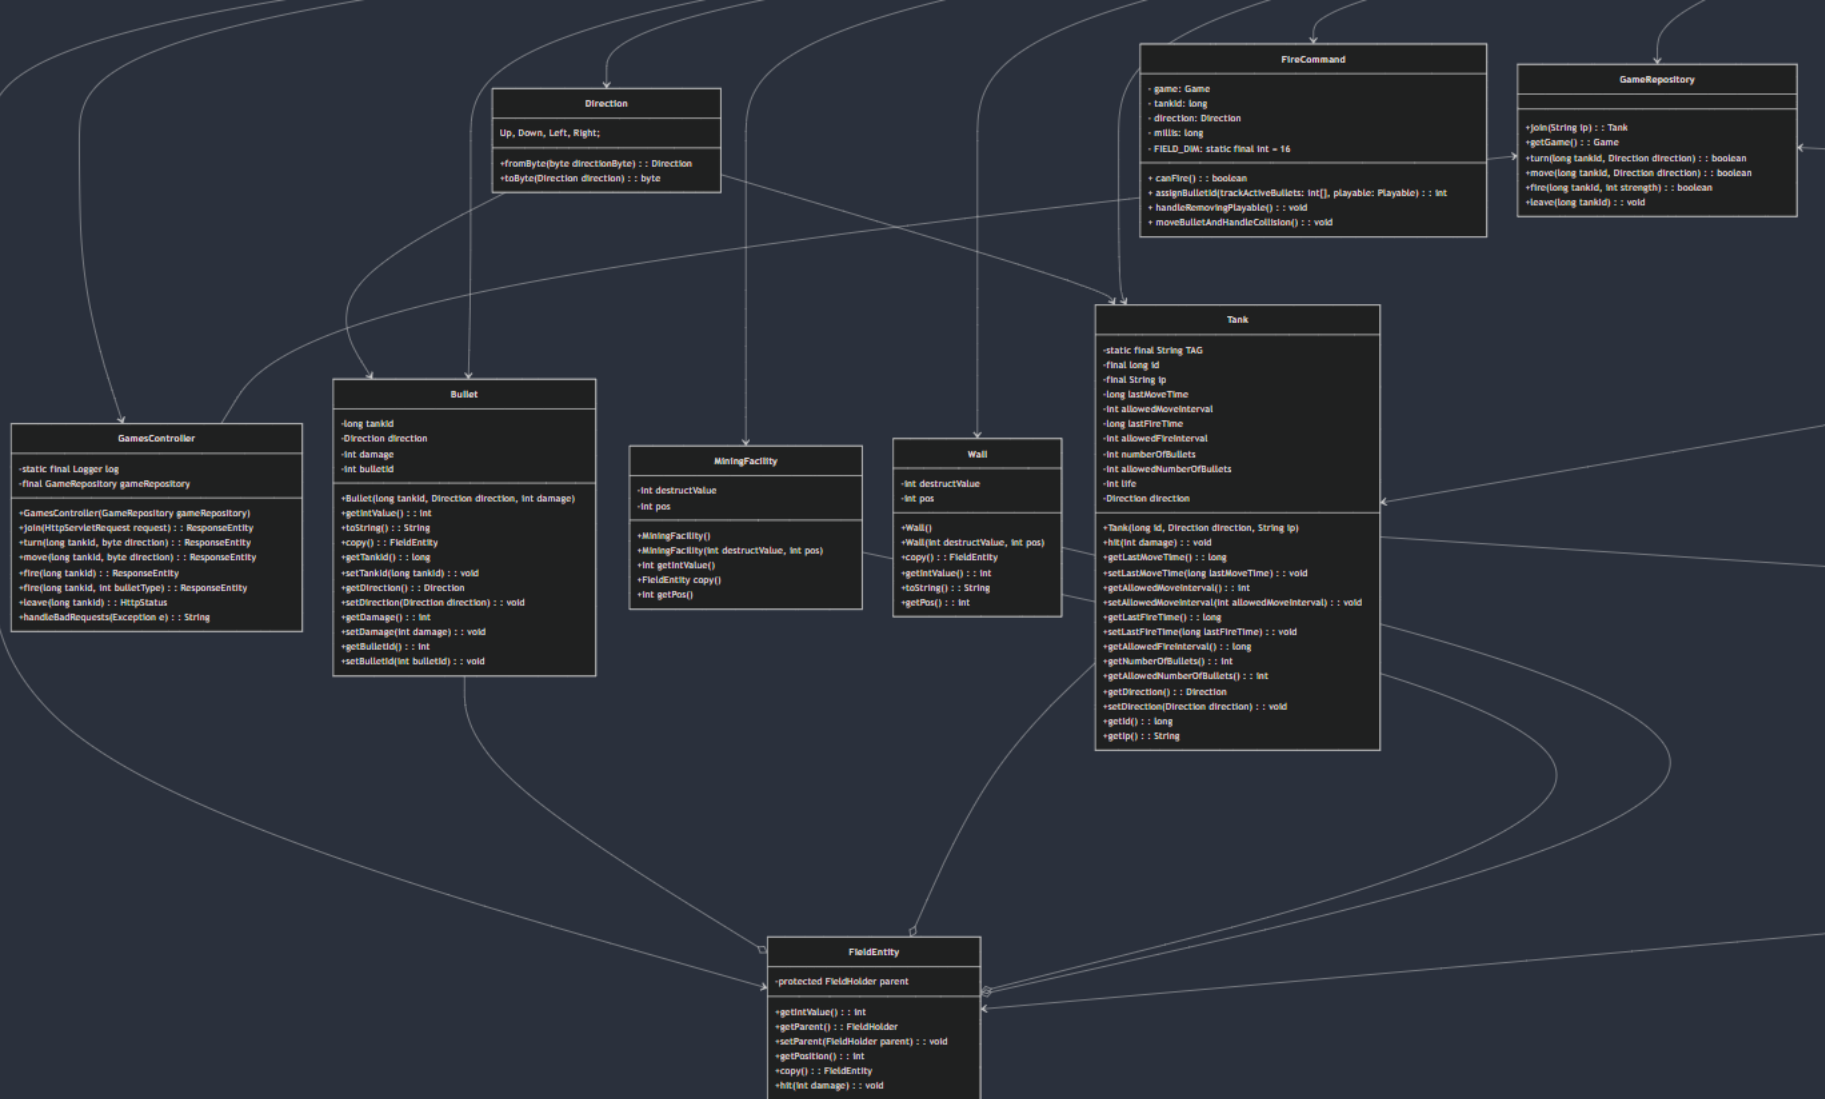 Direction
Up, Down, Left, Right;
+fromByte(byte directionByte) : : Direction
+toByte(Direction direction) : : byte
FireCommand
- game: Game
- tankId: long
- direction: Direction
- millis: long
- FIELD_DIM: static final int = 16
+ canFire() : : boolean
+ assignBulletId(trackActiveBullets: int[], playable: Playable) : : int
+ handleRemovingPlayable() : : void
+ moveBulletAndHandleCollision() : : void
GameRepository
+join(String ip) : : Tank
+getGame() : : Game
+turn(long tankId, Direction direction) : : boolean
+move(long tankId, Direction direction) : : boolean
+fire(long tankId, int strength) : : boolean
+leave(long tankId) : : void
GamesController
-static final Logger log
-final GameRepository gameRepository
+GamesController(GameRepository gameRepository)
+join(HttpServletRequest request) : : ResponseEntity
+turn(long tankId, byte direction) : : ResponseEntity
+move(long tankId, byte direction) : : ResponseEntity
+fire(long tankId) : : ResponseEntity
+fire(long tankId, int bulletType) : : ResponseEntity
+leave(long tankId) : : HttpStatus
+handleBadRequests(Exception e) : : String
Bullet
-long tankId
-Direction direction
-int damage
-int bulletId
+Bullet(long tankId, Direction direction, int damage)
+getIntValue() : : int
+toString() : : String
+copy() : : FieldEntity
+getTankId() : : long
+setTankId(long tankId) : : void
+getDirection() : : Direction
+setDirection(Direction direction) : : void
+getDamage() : : int
+setDamage(int damage) : : void
+getBulletId() : : int
+setBulletId(int bulletId) : : void
MiningFacility
-int destructValue
-int pos
+MiningFacility()
+MiningFacility(int destructValue, int pos)
+int getIntValue()
+FieldEntity copy()
+int getPos()
Wall
-int destructValue
-int pos
+Wall()
+Wall(int destructValue, int pos)
+copy() : : FieldEntity
+getIntValue() : : int
+toString() : : String
+getPos() : : int
Tank
-static final String TAG
-final long id
-final String ip
-long lastMoveTime
-int allowedMoveInterval
-long lastFireTime
-int allowedFireInterval
-int numberOfBullets
-int allowedNumberOfBullets
-int life
-Direction direction
+Tank(long id, Direction direction, String ip)
+hit(int damage) : : void
+getLastMoveTime() : : long
+setLastMoveTime(long lastMoveTime) : : void
+getAllowedMoveInterval() : : int
+setAllowedMoveInterval(int allowedMoveInterval) : : void
+getLastFireTime() : : long
+setLastFireTime(long lastFireTime) : : void
+getAllowedFireInterval() : : long
+getNumberOfBullets() : : int
+getAllowedNumberOfBullets() : : int
+getDirection() : : Direction
+setDirection(Direction direction) : : void
+getId() : : long
+getIp() : : String
FieldEntity
-protected FieldHolder parent
+getIntValue() : : int
+getParent() : : FieldHolder
+setParent(FieldHolder parent) : : void
+getPosition() : : int
+copy() : : FieldEntity
+hit(int damage) : : void